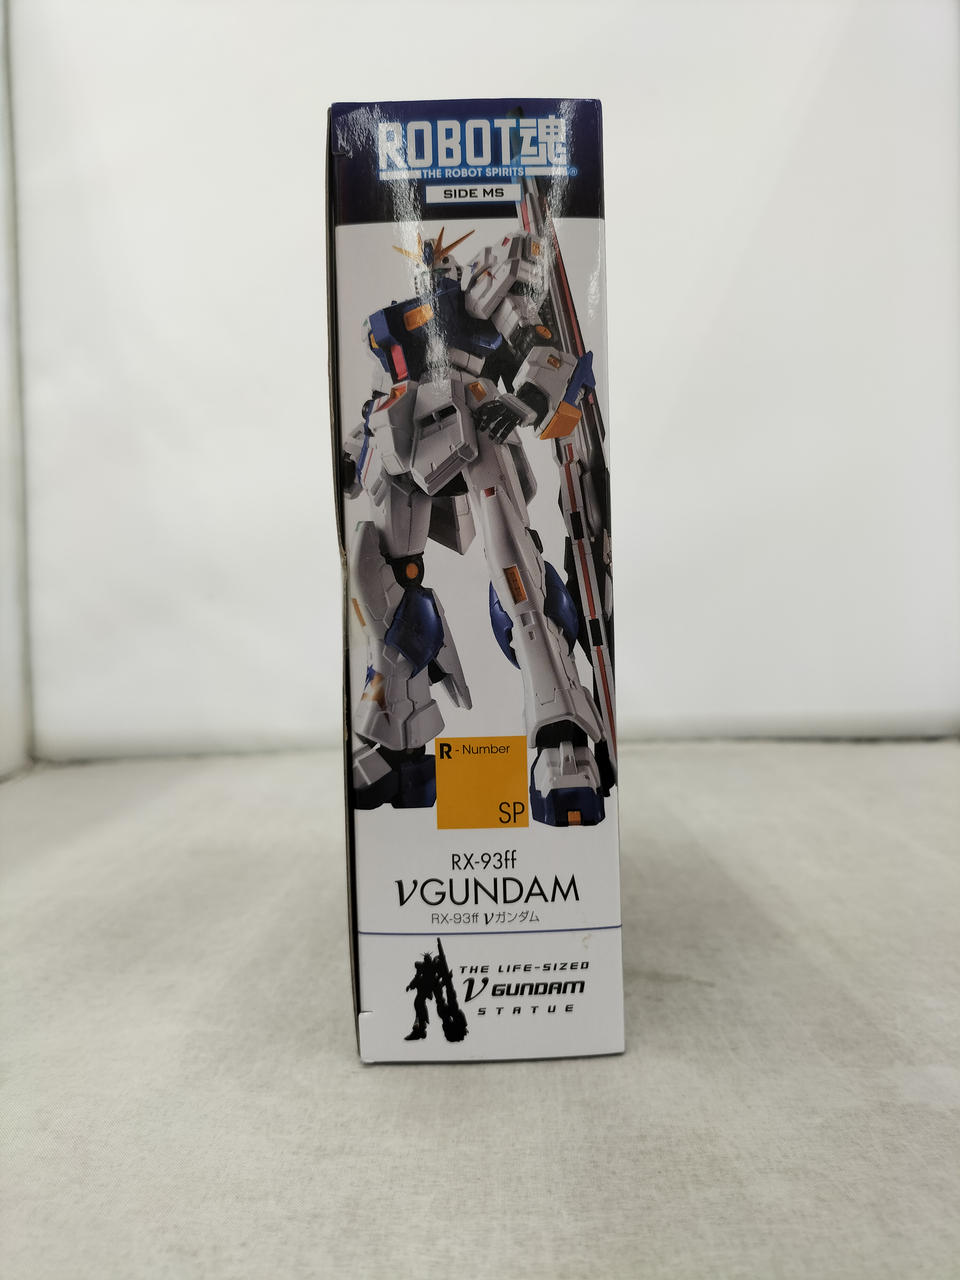 ROBOT魂
THE ROBOT SPIRITS ®
SIDE MS
R - Number
SP
RX-93ff
νGUNDAM
RX-93ff νガンダム
THE LIFE-SIZED
ν GUNDAM
STATUE